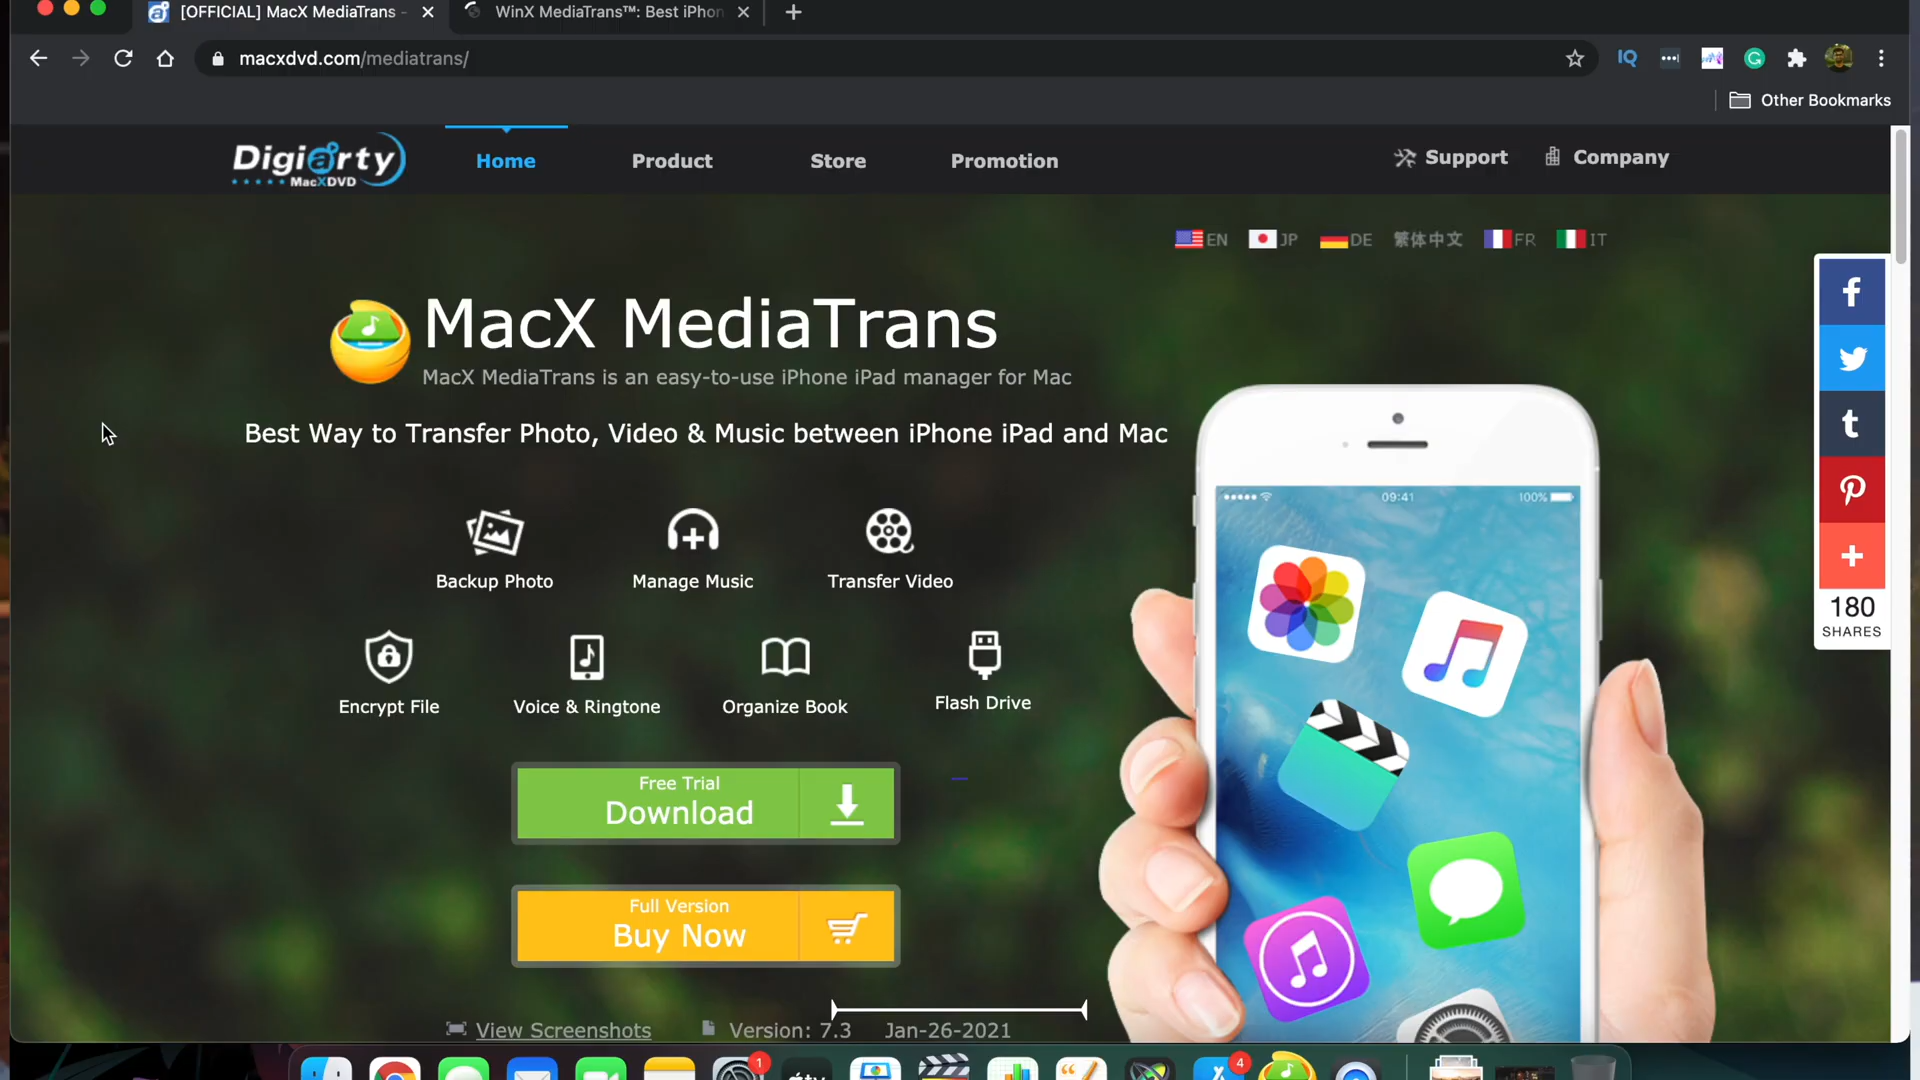 [OFFICIAL] MacX MediaTrans -
WinX MediaTrans™: Best iPhon
macxdvd.com/mediatrans/
IQ
Other Bookmarks
Digiarty
MacXDVD
Home
Product
Store
Promotion
Support
Company
EN
JP
DE
繁体中文
FR
IT
MacX MediaTrans
MacX MediaTrans is an easy-to-use iPhone iPad manager for Mac
Best Way to Transfer Photo, Video & Music between iPhone iPad and Mac
09:41
100%
Backup Photo
Manage Music
Transfer Video
Encrypt File
Voice & Ringtone
Organize Book
Flash Drive
Free Trial
Download
Full Version
Buy Now
View Screenshots
Version: 7.3
Jan-26-2021
180
SHARES
1
4